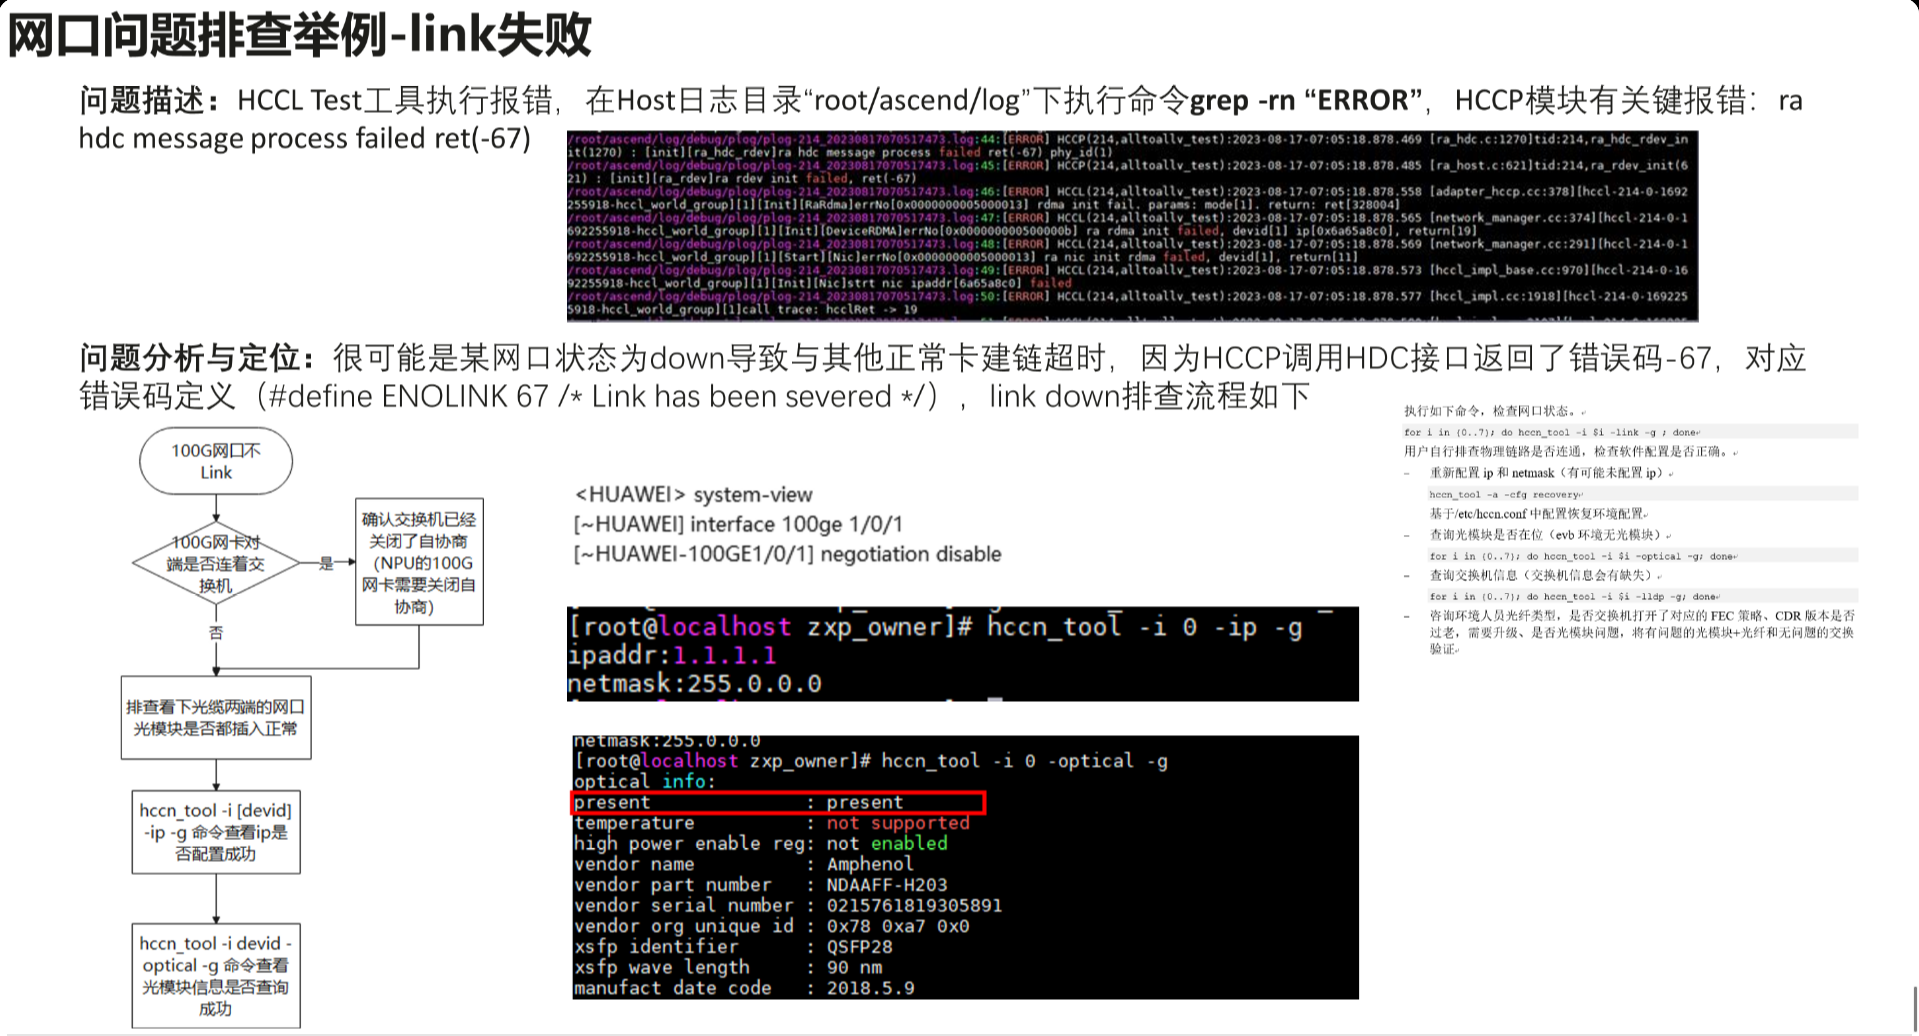 网口问题排查举例-link失败
问题描述：HCCL Test工具执行报错，在Host日志目录“root/ascend/log”下执行命令grep -rn “ERROR”，HCCP模块有关键报错：ra
hdc message process failed ret(-67)
/root/ascend/log/debug/plog/plog-214_20230817070517473.log:44:[ERROR] HCCP(214,alltoallv_test):2023-08-17-07:05:18.878.469 [ra_hdc.c:1270]tid:214,ra_hdc_rdev_in
it(1270) : [init][ra_hdc_rdev]ra hdc message process failed ret(-67) phy_id(1)
/root/ascend/log/debug/plog/plog-214_20230817070517473.log:45:[ERROR] HCCP(214,alltoallv_test):2023-08-17-07:05:18.878.485 [ra_host.c:621]tid:214,ra_rdev_init(6
21) : [init][ra_rdev]ra rdev init failed, ret(-67)
/root/ascend/log/debug/plog/plog-214_20230817070517473.log:46:[ERROR] HCCL(214,alltoallv_test):2023-08-17-07:05:18.878.558 [adapter_hccp.cc:378][hccl-214-0-1692
255918-hccl_world_group][1][Init][RaRdma]errNo[0x0000000005000013] rdma init fail. params: mode[1]. return: ret[328004]
/root/ascend/log/debug/plog/plog-214_20230817070517473.log:47:[ERROR] HCCL(214,alltoallv_test):2023-08-17-07:05:18.878.565 [network_manager.cc:374][hccl-214-0-1
692255918-hccl_world_group][1][Init][DeviceRDMA]errNo[0x000000000500000b] ra rdma init failed, devid[1] ip[0x6a65a8c0], return[19]
/root/ascend/log/debug/plog/plog-214_20230817070517473.log:48:[ERROR] HCCL(214,alltoallv_test):2023-08-17-07:05:18.878.569 [network_manager.cc:291][hccl-214-0-1
692255918-hccl_world_group][1][Start][Nic]errNo[0x0000000005000013] ra nic init rdma failed, devid[1], return[11]
/root/ascend/log/debug/plog/plog-214_20230817070517473.log:49:[ERROR] HCCL(214,alltoallv_test):2023-08-17-07:05:18.878.573 [hccl_impl_base.cc:970][hccl-214-0-16
92255918-hccl_world_group][1][Init][Nic]strt nic ipaddr[6a65a8c0] failed
/root/ascend/log/debug/plog/plog-214_20230817070517473.log:50:[ERROR] HCCL(214,alltoallv_test):2023-08-17-07:05:18.878.577 [hccl_impl.cc:1918][hccl-214-0-169225
5918-hccl_world_group][1]call trace: hcclRet -> 19
问题分析与定位：很可能是某网口状态为down导致与其他正常卡建链超时，因为HCCP调用HDC接口返回了错误码-67，对应
错误码定义（#define ENOLINK 67 /* Link has been severed */），link down排查流程如下
100G网口不
Link
100G网卡对
端是否连着交
换机
是
确认交换机已经
关闭了自协商
（NPU的100G
网卡需要关闭自
协商）
否
排查看下光缆两端的网口
光模块是否都插入正常
hccn_tool -i [devid]
-ip -g 命令查看ip是
否配置成功
hccn_tool -i devid -
optical -g 命令查看
光模块信息是否查询
成功
<HUAWEI> system-view
[~HUAWEI] interface 100ge 1/0/1
[~HUAWEI-100GE1/0/1] negotiation disable
[root@localhost zxp_owner]# hccn_tool -i 0 -ip -g
ipaddr:1.1.1.1
netmask:255.0.0.0
netmask:255.0.0.0
[root@localhost zxp_owner]# hccn_tool -i 0 -optical -g
optical info:
present : present
temperature : not supported
high power enable reg: not enabled
vendor name : Amphenol
vendor part number : NDAAFF-H203
vendor serial number : 0215761819305891
vendor org unique id : 0x78 0xa7 0x0
xsfp identifier : QSFP28
xsfp wave length : 90 nm
manufact date code : 2018.5.9
执行如下命令，检查网口状态。
for i in {0..7}; do hccn_tool -i $i -link -g ; done
用户自行排查物理链路是否连通，检查软件配置是否正确。
– 重新配置 ip 和 netmask（有可能未配置 ip）
hccn_tool -a -cfg recovery
基于/etc/hccn.conf 中配置恢复环境配置
– 查询光模块是否在位（evb 环境无光模块）
for i in {0..7}; do hccn_tool -i $i -optical -g; done
– 查询交换机信息（交换机信息会有缺失）
for i in {0..7}; do hccn_tool -i $i -lldp -g; done
– 咨询环境人员光纤类型，是否交换机打开了对应的 FEC 策略、CDR 版本是否
过老，需要升级、是否光模块问题，将有问题的光模块+光纤和无问题的交换
验证